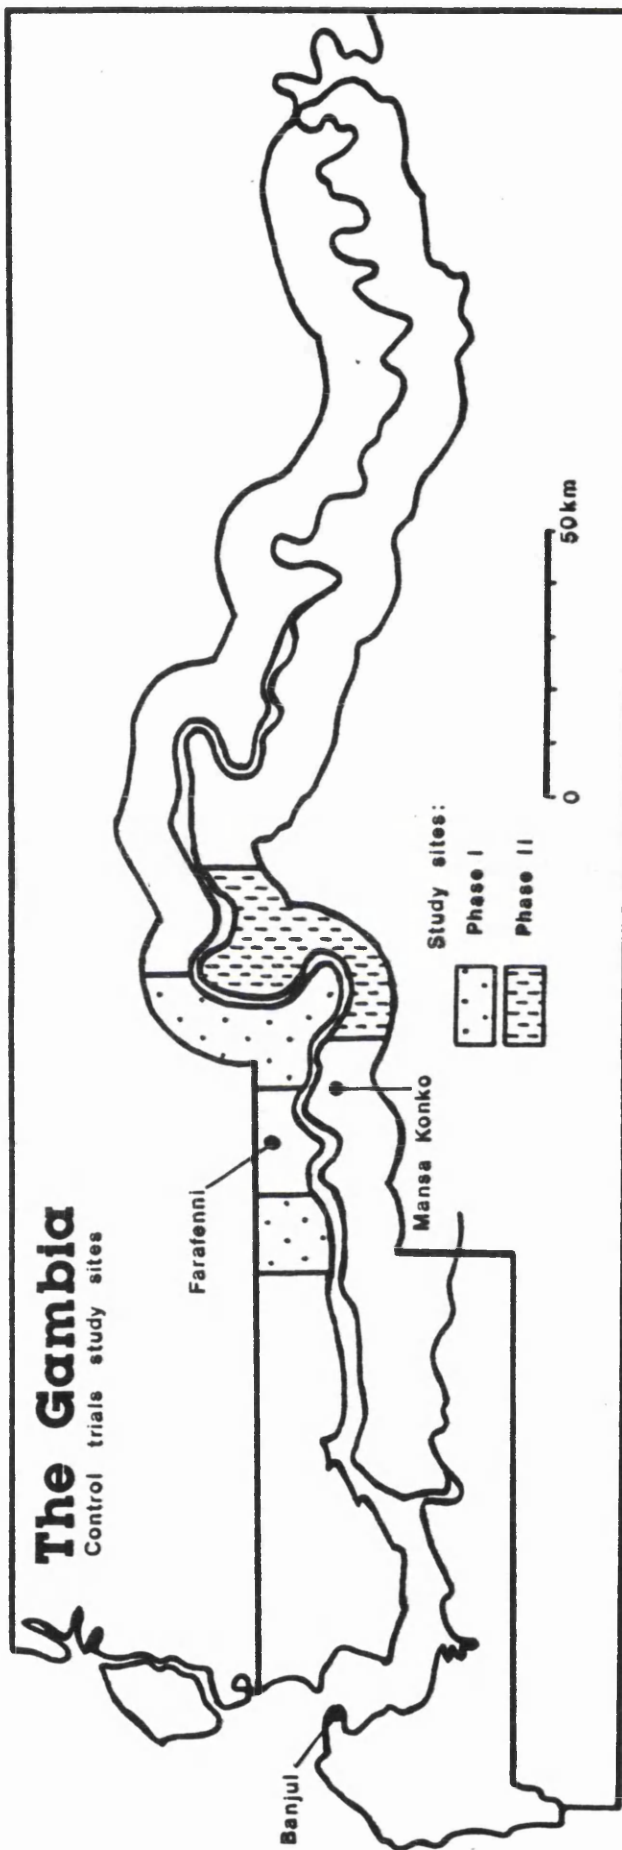 The Gambia
Control trials study sites
Farafenni
Banjul
Mansa Konko
Study sites:
Phase I
Phase II
0 50km